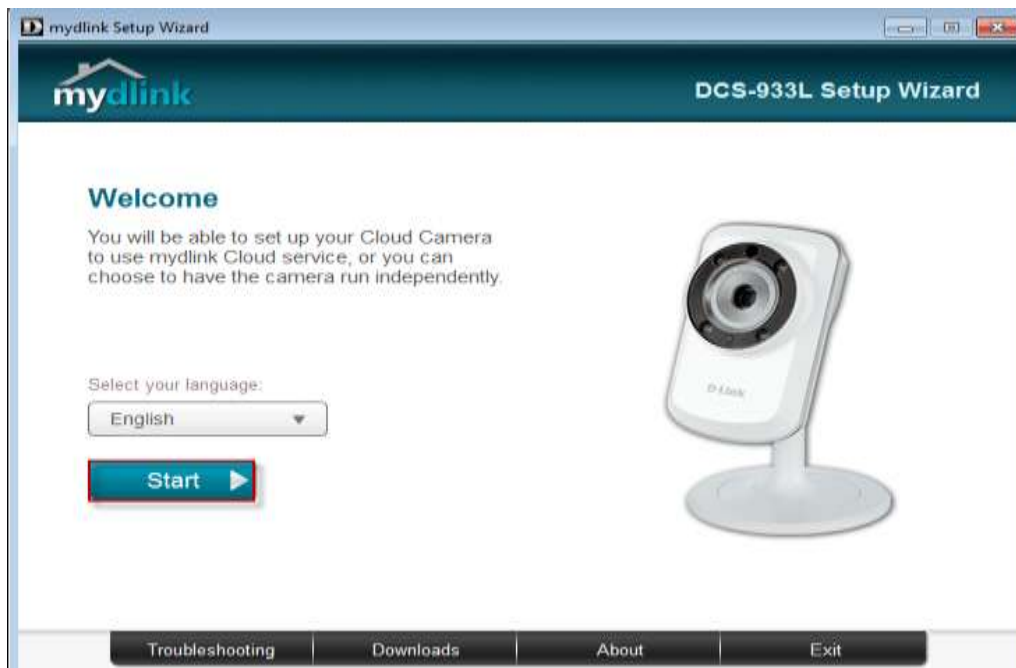 mydlink Setup Wizard
mydlink
DCS-933L Setup Wizard
Welcome
You will be able to set up your Cloud Camera
to use mydlink Cloud service, or you can
choose to have the camera run independently.
Select your language:
English
Start
D-Link
Troubleshooting
Downloads
About
Exit